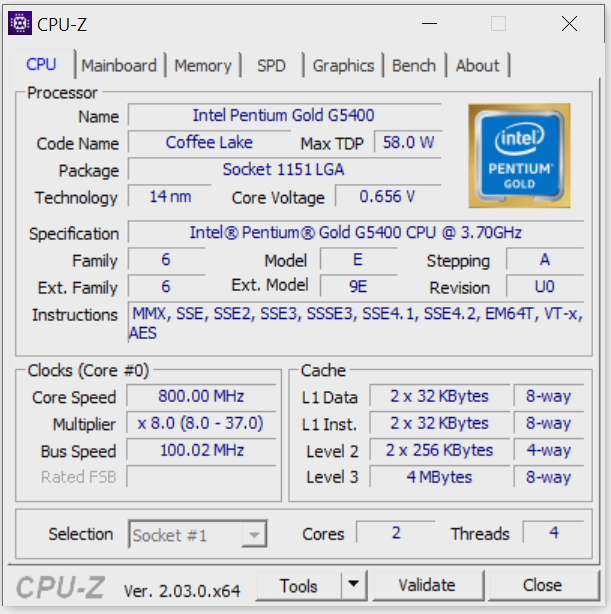 CPU-Z
CPU Mainboard Memory SPD Graphics Bench About
Processor
Name Intel Pentium Gold G5400
Code Name Coffee Lake Max TDP 58.0 W
Package Socket 1151 LGA
Technology 14 nm Core Voltage 0.656 V
intel
PENTIUM®
GOLD
Specification Intel® Pentium® Gold G5400 CPU @ 3.70GHz
Family 6 Model E Stepping A
Ext. Family 6 Ext. Model 9E Revision U0
Instructions MMX, SSE, SSE2, SSE3, SSSE3, SSE4.1, SSE4.2, EM64T, VT-x,
AES
Clocks (Core #0)
Core Speed 800.00 MHz
Multiplier x 8.0 (8.0 - 37.0)
Bus Speed 100.02 MHz
Rated FSB
Cache
L1 Data 2 x 32 KBytes 8-way
L1 Inst. 2 x 32 KBytes 8-way
Level 2 2 x 256 KBytes 4-way
Level 3 4 MBytes 8-way
Selection Socket #1 Cores 2 Threads 4
CPU-Z Ver. 2.03.0.x64 Tools Validate Close